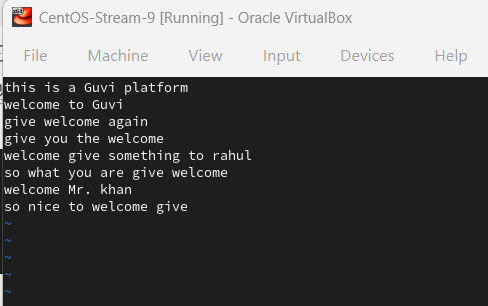 CentOS-Stream-9 [Running] - Oracle VirtualBox
File Machine View Input Devices Help
this is a Guvi platform
welcome to Guvi
give welcome again
give you the welcome
welcome give something to rahul
so what you are give welcome
welcome Mr. khan
so nice to welcome give
~
~
~
~
~